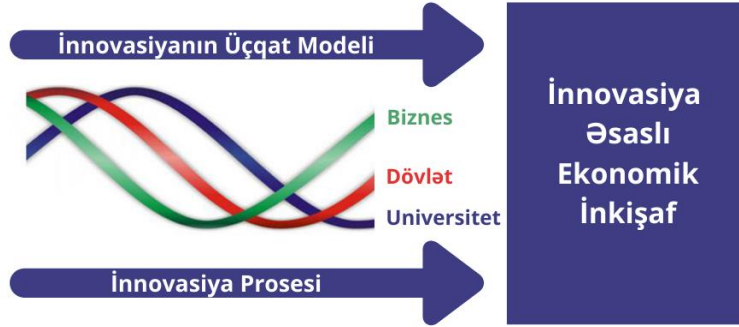 İnnovasiyanın Üçqat Modeli
Biznes
Dövlət
Universitet
İnnovasiya Prosesi
İnnovasiya
Əsaslı
Ekonomik
İnkişaf